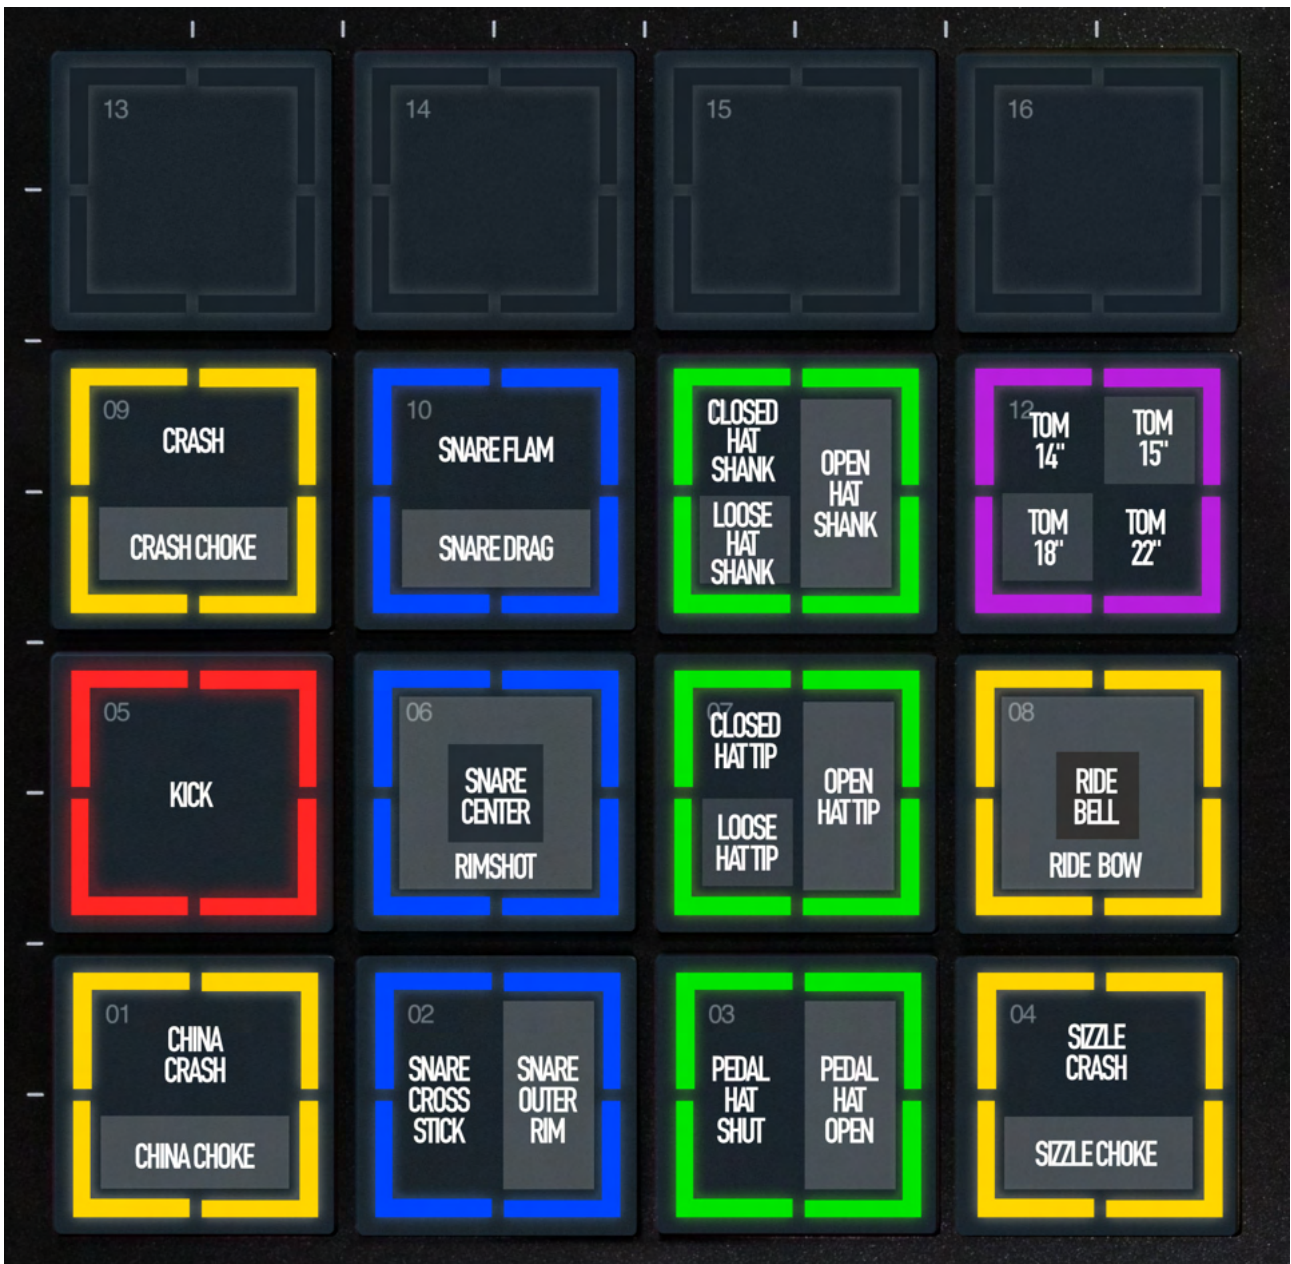 13
14
15
16
09
CRASH
CRASH CHOKE
10
SNARE FLAM
SNARE DRAG
CLOSED
HAT
SHANK
LOOSE
HAT
SHANK
OPEN
HAT
SHANK
12
TOM
14"
TOM
15"
TOM
18"
TOM
22"
05
KICK
06
SNARE
CENTER
RIMSHOT
07
CLOSED
HAT TIP
LOOSE
HAT TIP
OPEN
HAT TIP
08
RIDE
BELL
RIDE BOW
01
CHINA
CRASH
CHINA CHOKE
02
SNARE
CROSS
STICK
SNARE
OUTER
RIM
03
PEDAL
HAT
SHUT
PEDAL
HAT
OPEN
04
SIZZLE
CRASH
SIZZLE CHOKE